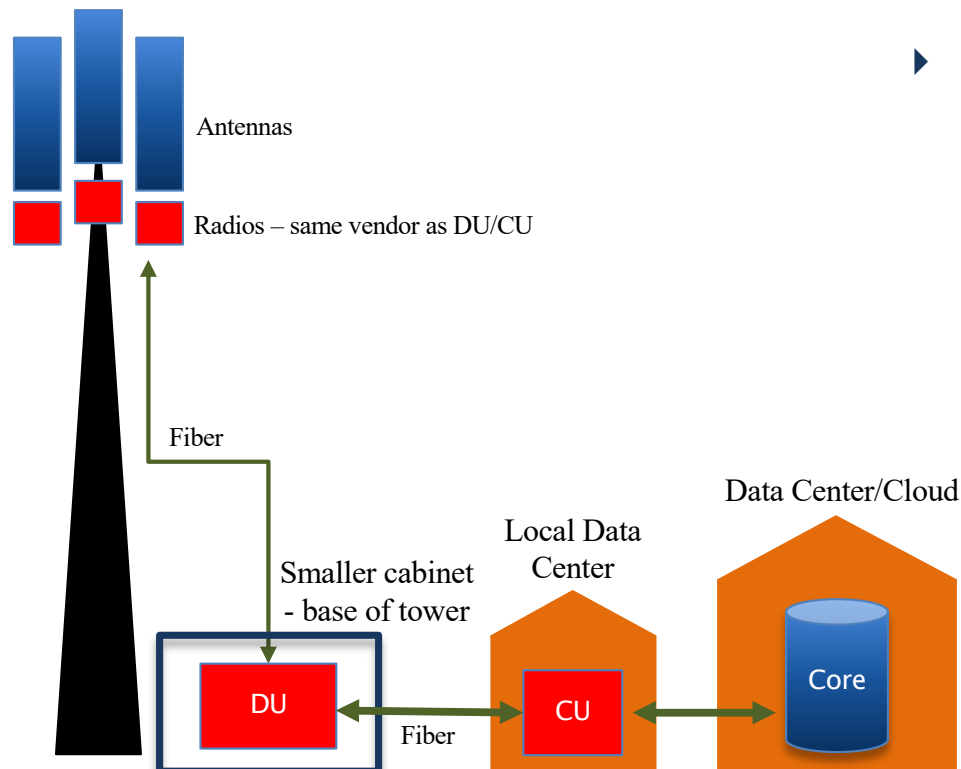 Antennas
Radios – same vendor as DU/CU
Fiber
Data Center/Cloud
Local Data
Center
Smaller cabinet
- base of tower
DU
Fiber
CU
Core